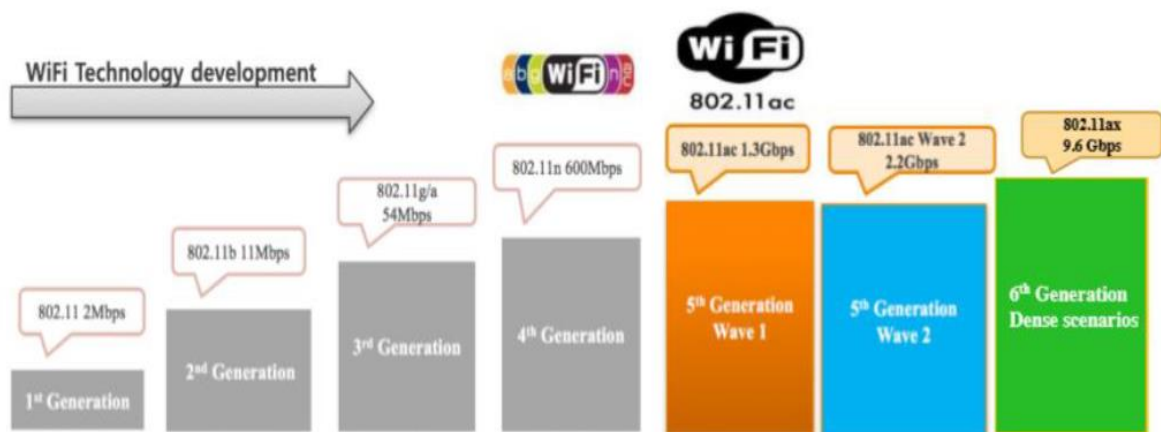 WiFi Technology development
a b g WiFi n ac
WiFi
802.11ac
802.11 2Mbps
802.11b 11Mbps
802.11g/a
54Mbps
802.11n 600Mbps
802.11ac 1.3Gbps
802.11ac Wave 2
2.2Gbps
802.11ax
9.6 Gbps
1st Generation
2nd Generation
3rd Generation
4th Generation
5th Generation
Wave 1
5th Generation
Wave 2
6th Generation
Dense scenarios